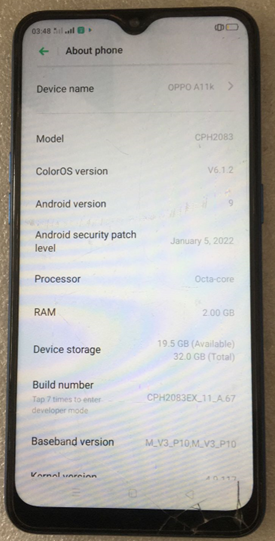 03:48
About phone
Device name OPPO A11k
Model CPH2083
ColorOS version V6.1.2
Android version 9
Android security patch
level
January 5, 2022
Processor Octa-core
RAM 2.00 GB
Device storage
19.5 GB (Available)
32.0 GB (Total)
Build number
Tap 7 times to enter
developer mode
CPH2083EX_11_A.67
Baseband version M_V3_P10,M_V3_P10
Kernel version